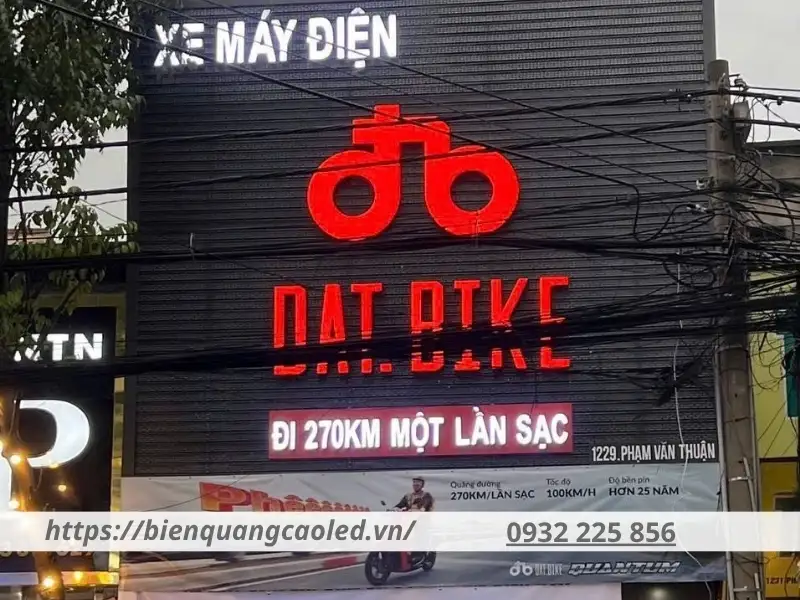 XE MÁY ĐIỆN
DAT.BIKE
ĐI 270KM MỘT LẦN SẠC
1229.PHẠM VĂN THUẬN
Quãng đường
270KM/LẦN SẠC
Tốc độ
100KM/H
Độ bền pin
HƠN 25 NĂM
https://bienquangcaoled.vn/
0932 225 856
DAT.BIKE
QUANTUM